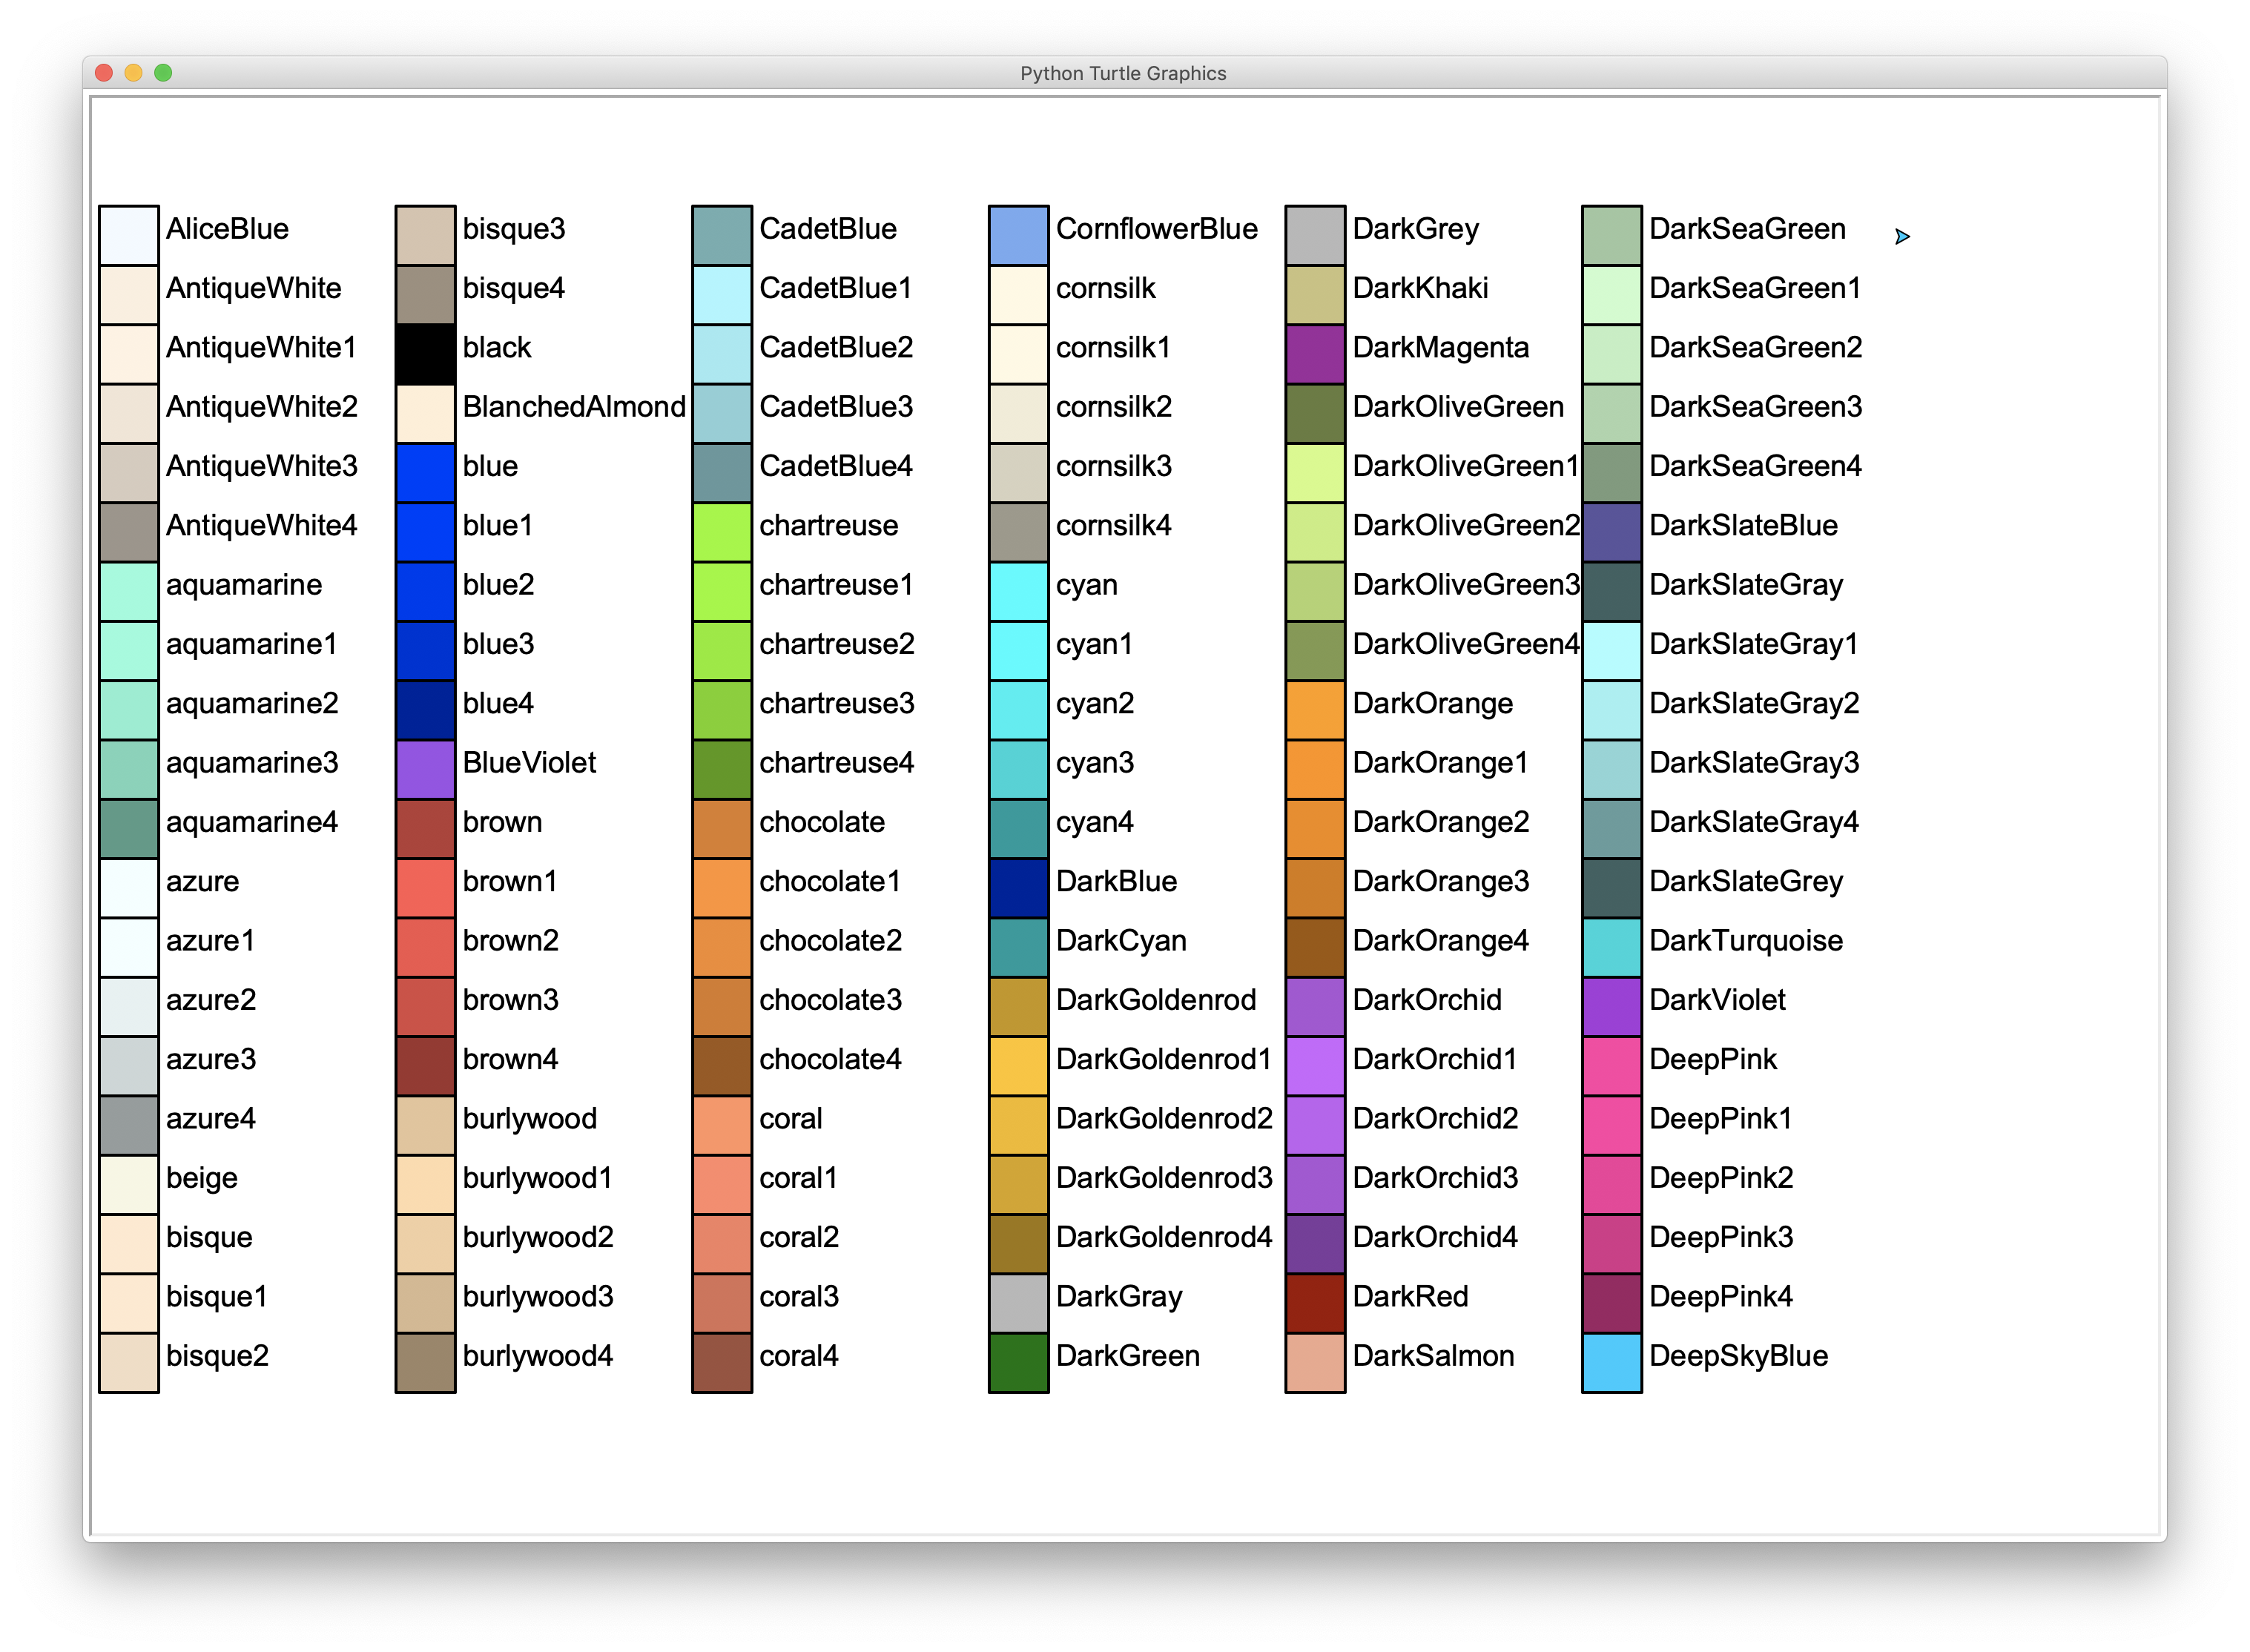 Python Turtle Graphics
AliceBlue
AntiqueWhite
AntiqueWhite1
AntiqueWhite2
AntiqueWhite3
AntiqueWhite4
aquamarine
aquamarine1
aquamarine2
aquamarine3
aquamarine4
azure
azure1
azure2
azure3
azure4
beige
bisque
bisque1
bisque2
bisque3
bisque4
black
BlanchedAlmond
blue
blue1
blue2
blue3
blue4
BlueViolet
brown
brown1
brown2
brown3
brown4
burlywood
burlywood1
burlywood2
burlywood3
burlywood4
CadetBlue
CadetBlue1
CadetBlue2
CadetBlue3
CadetBlue4
chartreuse
chartreuse1
chartreuse2
chartreuse3
chartreuse4
chocolate
chocolate1
chocolate2
chocolate3
chocolate4
coral
coral1
coral2
coral3
coral4
CornflowerBlue
cornsilk
cornsilk1
cornsilk2
cornsilk3
cornsilk4
cyan
cyan1
cyan2
cyan3
cyan4
DarkBlue
DarkCyan
DarkGoldenrod
DarkGoldenrod1
DarkGoldenrod2
DarkGoldenrod3
DarkGoldenrod4
DarkGray
DarkGreen
DarkGrey
DarkKhaki
DarkMagenta
DarkOliveGreen
DarkOliveGreen1
DarkOliveGreen2
DarkOliveGreen3
DarkOliveGreen4
DarkOrange
DarkOrange1
DarkOrange2
DarkOrange3
DarkOrange4
DarkOrchid
DarkOrchid1
DarkOrchid2
DarkOrchid3
DarkOrchid4
DarkRed
DarkSalmon
DarkSeaGreen
DarkSeaGreen1
DarkSeaGreen2
DarkSeaGreen3
DarkSeaGreen4
DarkSlateBlue
DarkSlateGray
DarkSlateGray1
DarkSlateGray2
DarkSlateGray3
DarkSlateGray4
DarkSlateGrey
DarkTurquoise
DarkViolet
DeepPink
DeepPink1
DeepPink2
DeepPink3
DeepPink4
DeepSkyBlue